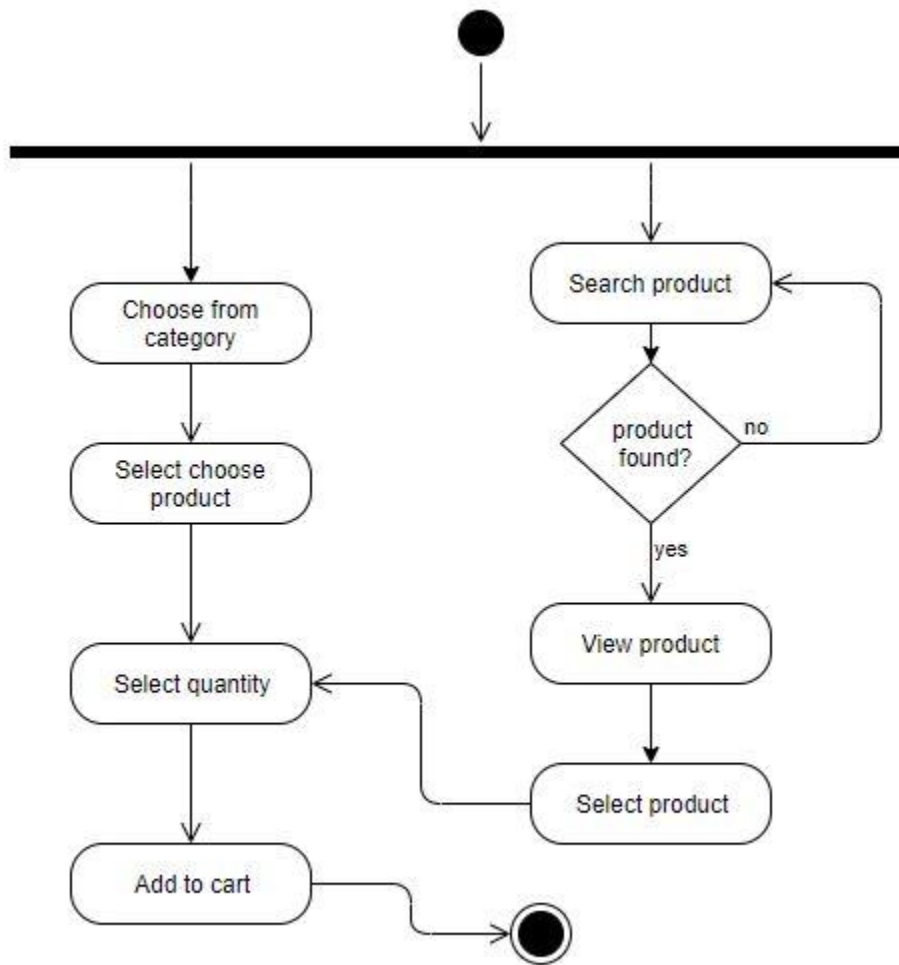 Choose from
category
Select choose
product
Select quantity
Add to cart
Search product
product
found?
no
yes
View product
Select product